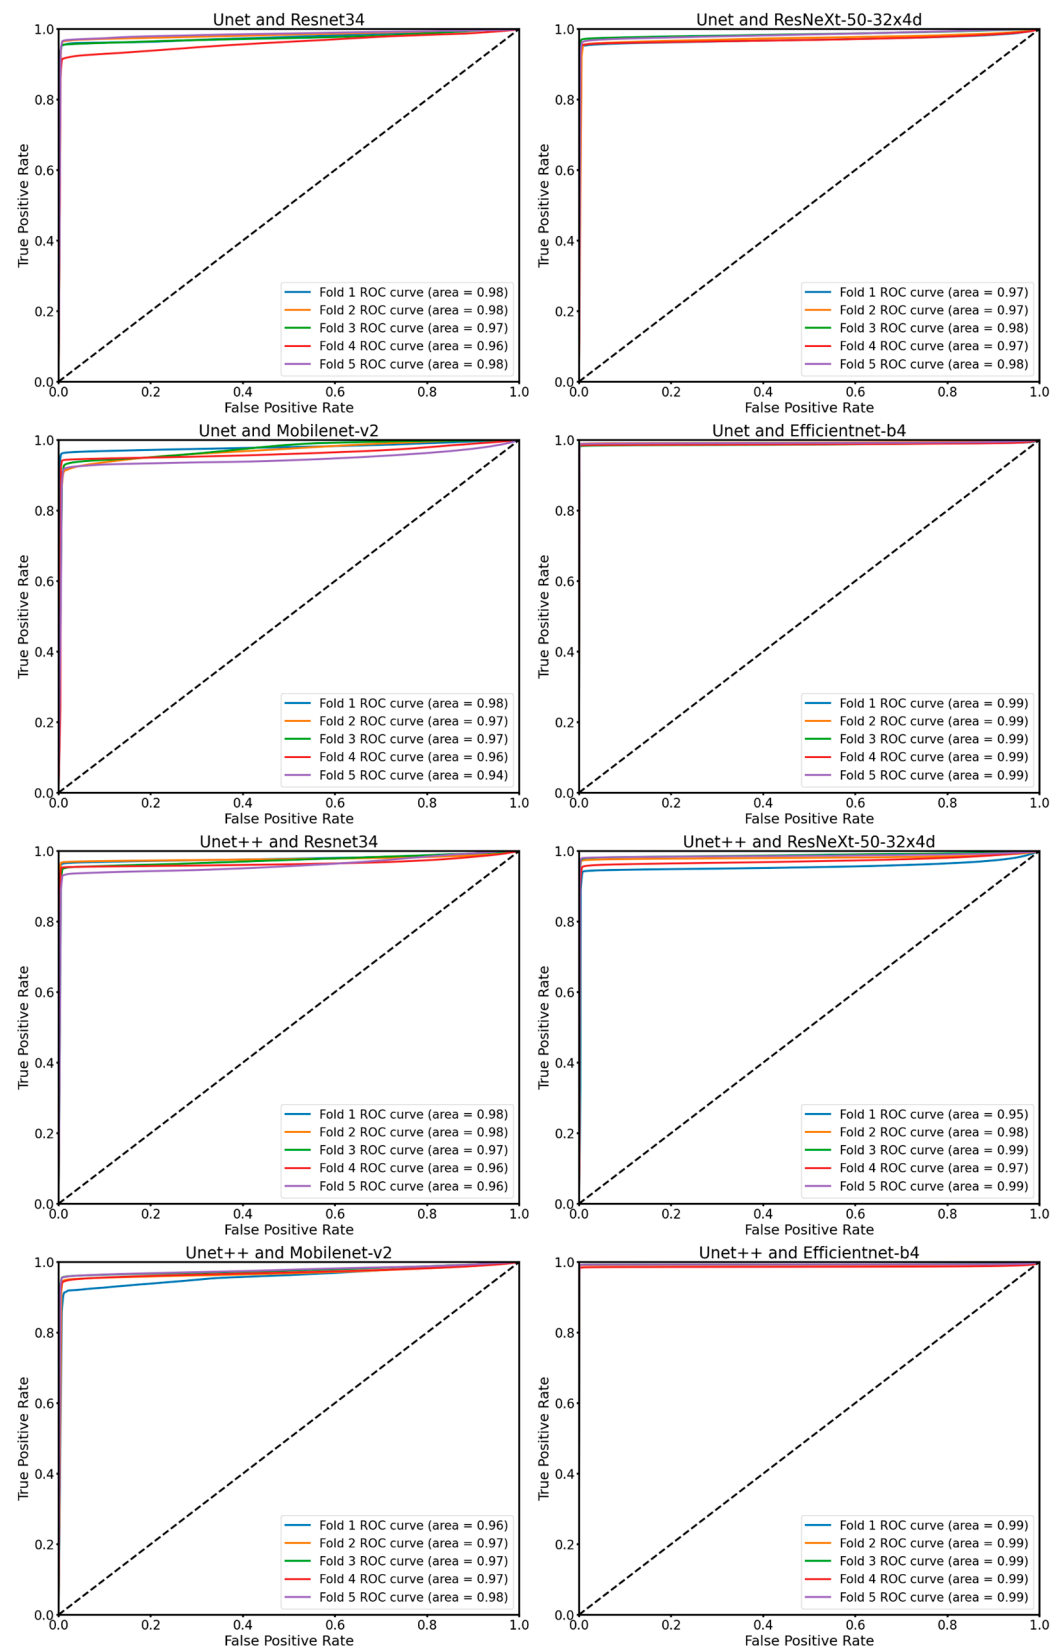 Unet and Resnet34
1.0
0.8
0.6
0.4
0.2
0.0
True Positive Rate
Fold 1 ROC curve (area = 0.98)
Fold 2 ROC curve (area = 0.98)
Fold 3 ROC curve (area = 0.97)
Fold 4 ROC curve (area = 0.96)
Fold 5 ROC curve (area = 0.98)
0.0 0.2 0.4 0.6 0.8 1.0
False Positive Rate
Unet and ResNeXt-50-32x4d
1.0
0.8
0.6
0.4
0.2
0.0
True Positive Rate
Fold 1 ROC curve (area = 0.97)
Fold 2 ROC curve (area = 0.97)
Fold 3 ROC curve (area = 0.98)
Fold 4 ROC curve (area = 0.97)
Fold 5 ROC curve (area = 0.98)
0.0 0.2 0.4 0.6 0.8 1.0
False Positive Rate
Unet and Mobilenet-v2
1.0
0.8
0.6
0.4
0.2
0.0
True Positive Rate
Fold 1 ROC curve (area = 0.98)
Fold 2 ROC curve (area = 0.97)
Fold 3 ROC curve (area = 0.97)
Fold 4 ROC curve (area = 0.96)
Fold 5 ROC curve (area = 0.94)
0.0 0.2 0.4 0.6 0.8 1.0
False Positive Rate
Unet and Efficientnet-b4
1.0
0.8
0.6
0.4
0.2
0.0
True Positive Rate
Fold 1 ROC curve (area = 0.99)
Fold 2 ROC curve (area = 0.99)
Fold 3 ROC curve (area = 0.99)
Fold 4 ROC curve (area = 0.99)
Fold 5 ROC curve (area = 0.99)
0.0 0.2 0.4 0.6 0.8 1.0
False Positive Rate
Unet++ and Resnet34
1.0
0.8
0.6
0.4
0.2
0.0
True Positive Rate
Fold 1 ROC curve (area = 0.98)
Fold 2 ROC curve (area = 0.98)
Fold 3 ROC curve (area = 0.97)
Fold 4 ROC curve (area = 0.96)
Fold 5 ROC curve (area = 0.96)
0.0 0.2 0.4 0.6 0.8 1.0
False Positive Rate
Unet++ and ResNeXt-50-32x4d
1.0
0.8
0.6
0.4
0.2
0.0
True Positive Rate
Fold 1 ROC curve (area = 0.95)
Fold 2 ROC curve (area = 0.98)
Fold 3 ROC curve (area = 0.99)
Fold 4 ROC curve (area = 0.97)
Fold 5 ROC curve (area = 0.99)
0.0 0.2 0.4 0.6 0.8 1.0
False Positive Rate
Unet++ and Mobilenet-v2
1.0
0.8
0.6
0.4
0.2
0.0
True Positive Rate
Fold 1 ROC curve (area = 0.96)
Fold 2 ROC curve (area = 0.97)
Fold 3 ROC curve (area = 0.97)
Fold 4 ROC curve (area = 0.97)
Fold 5 ROC curve (area = 0.98)
0.0 0.2 0.4 0.6 0.8 1.0
False Positive Rate
Unet++ and Efficientnet-b4
1.0
0.8
0.6
0.4
0.2
0.0
True Positive Rate
Fold 1 ROC curve (area = 0.99)
Fold 2 ROC curve (area = 0.99)
Fold 3 ROC curve (area = 0.99)
Fold 4 ROC curve (area = 0.99)
Fold 5 ROC curve (area = 0.99)
0.0 0.2 0.4 0.6 0.8 1.0
False Positive Rate